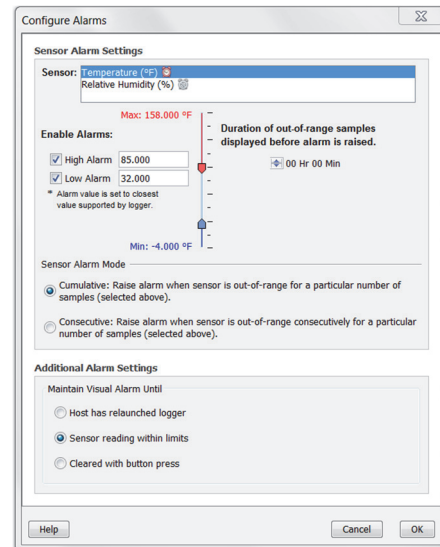 Configure Alarms
Sensor Alarm Settings
Sensor: Temperature (°F)
Relative Humidity (%)
Max: 158.000 °F
Duration of out-of-range samples
displayed before alarm is raised.
Enable Alarms:
00 Hr 00 Min
High Alarm 85.000
Low Alarm 32.000
* Alarm value is set to closest
value supported by logger.
Min: -4.000 °F
Sensor Alarm Mode
Cumulative: Raise alarm when sensor is out-of-range for a particular number of
samples (selected above).
Consecutive: Raise alarm when sensor is out-of-range consecutively for a particular
number of samples (selected above).
Additional Alarm Settings
Maintain Visual Alarm Until
Host has relaunched logger
Sensor reading within limits
Cleared with button press
Help
Cancel
OK